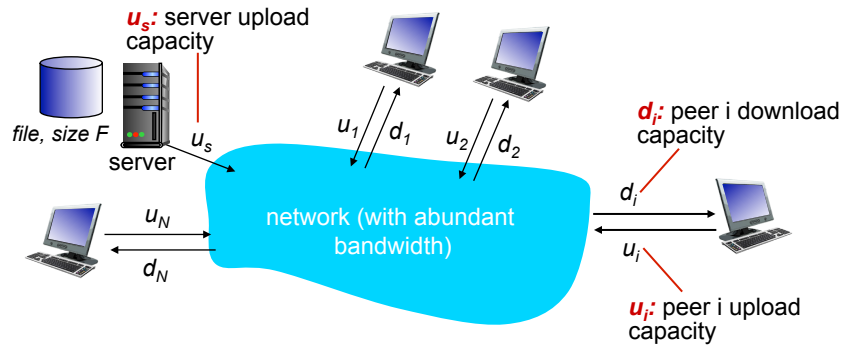 u_s: server upload
capacity
file, size F
server
u_s
u_1
d_1
u_2
d_2
d_i: peer i download
capacity
d_i
u_i
u_N
d_N
network (with abundant
bandwidth)
u_i: peer i upload
capacity